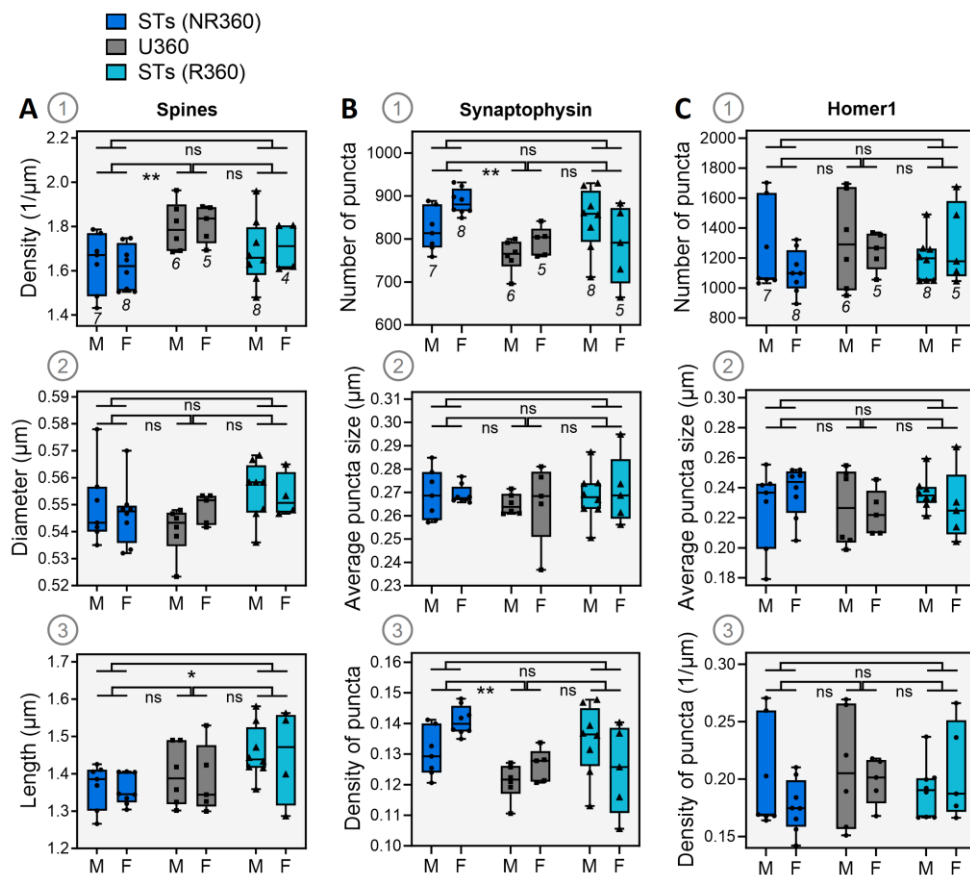 STs (NR360)
U360
STs (R360)
A
1
Spines
B
1
Synaptophysin
C
1
Homer1
Density (1/μm)
2.2
2.0
1.8
1.6
1.4
ns
**
ns
7
8
6
5
8
4
M F M F M F
Number of puncta
1000
900
800
700
600
ns
**
ns
7
8
6
5
8
5
M F M F M F
Number of puncta
2000
1800
1600
1400
1200
1000
800
600
ns
ns
ns
7
8
6
5
8
5
M F M F M F
2
Diameter (μm)
0.59
0.58
0.57
0.56
0.55
0.54
0.53
0.52
ns
ns
ns
M F M F M F
2
Average puncta size (μm)
0.31
0.30
0.29
0.28
0.27
0.26
0.25
0.24
0.23
ns
ns
ns
M F M F M F
2
Average puncta size (μm)
0.30
0.28
0.26
0.24
0.22
0.20
0.18
ns
ns
ns
M F M F M F
3
Length (μm)
1.7
1.6
1.5
1.4
1.3
1.2
*
ns
ns
M F M F M F
3
Density of puncta
0.16
0.15
0.14
0.13
0.12
0.11
0.10
ns
**
ns
M F M F M F
3
Density of puncta (1/μm)
0.30
0.25
0.20
0.15
ns
ns
ns
M F M F M F